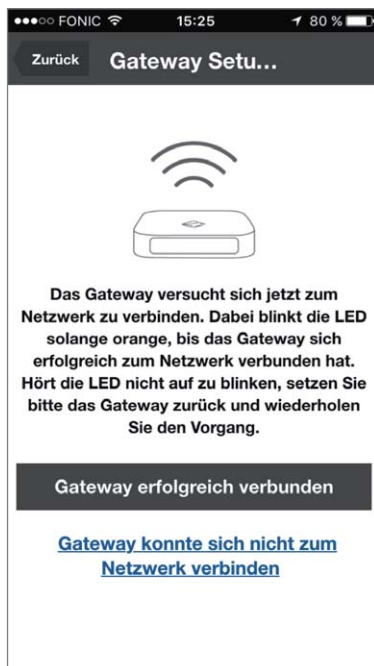 FONIC 15:25 80 %
Zurück Gateway Setu...
Das Gateway versucht sich jetzt zum
Netzwerk zu verbinden. Dabei blinkt die LED
solange orange, bis das Gateway sich
erfolgreich zum Netzwerk verbunden hat.
Hört die LED nicht auf zu blinken, setzen Sie
bitte das Gateway zurück und wiederholen
Sie den Vorgang.
Gateway erfolgreich verbunden
Gateway konnte sich nicht zum
Netzwerk verbinden